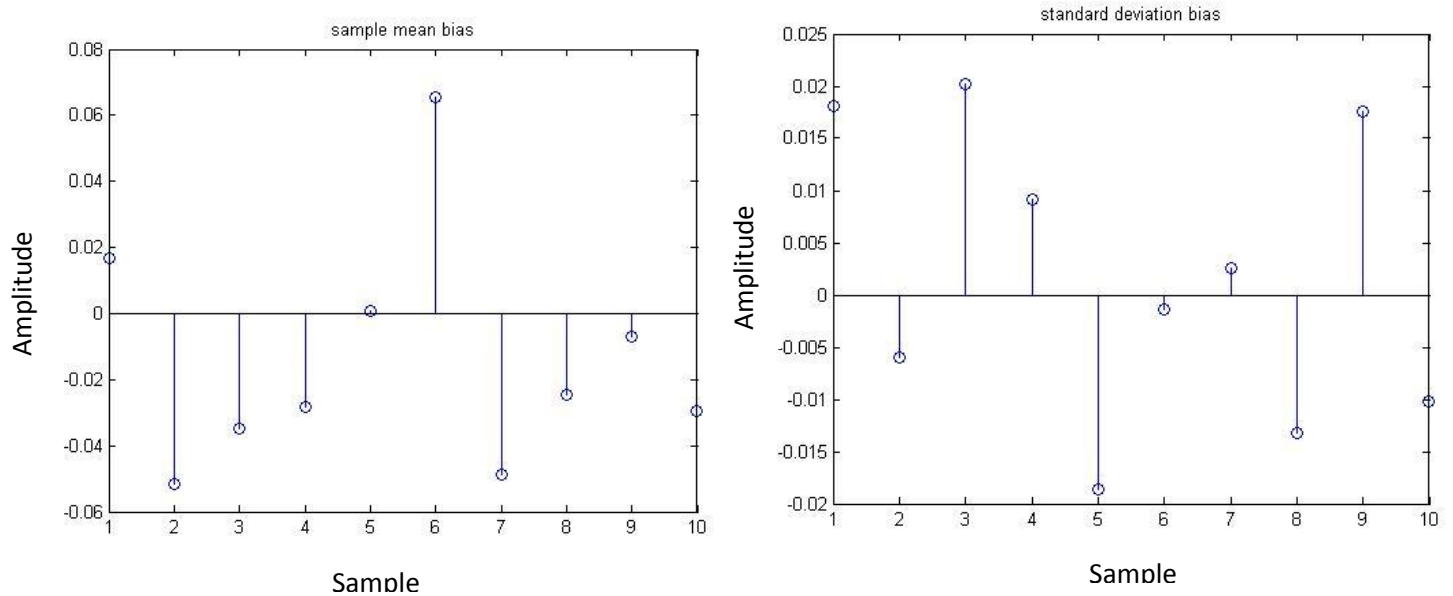 sample mean bias
0.08
0.06
0.04
0.02
0
-0.02
-0.04
-0.06
1 2 3 4 5 6 7 8 9 10
Amplitude
Sample
standard deviation bias
0.025
0.02
0.015
0.01
0.005
0
-0.005
-0.01
-0.015
-0.02
1 2 3 4 5 6 7 8 9 10
Amplitude
Sample